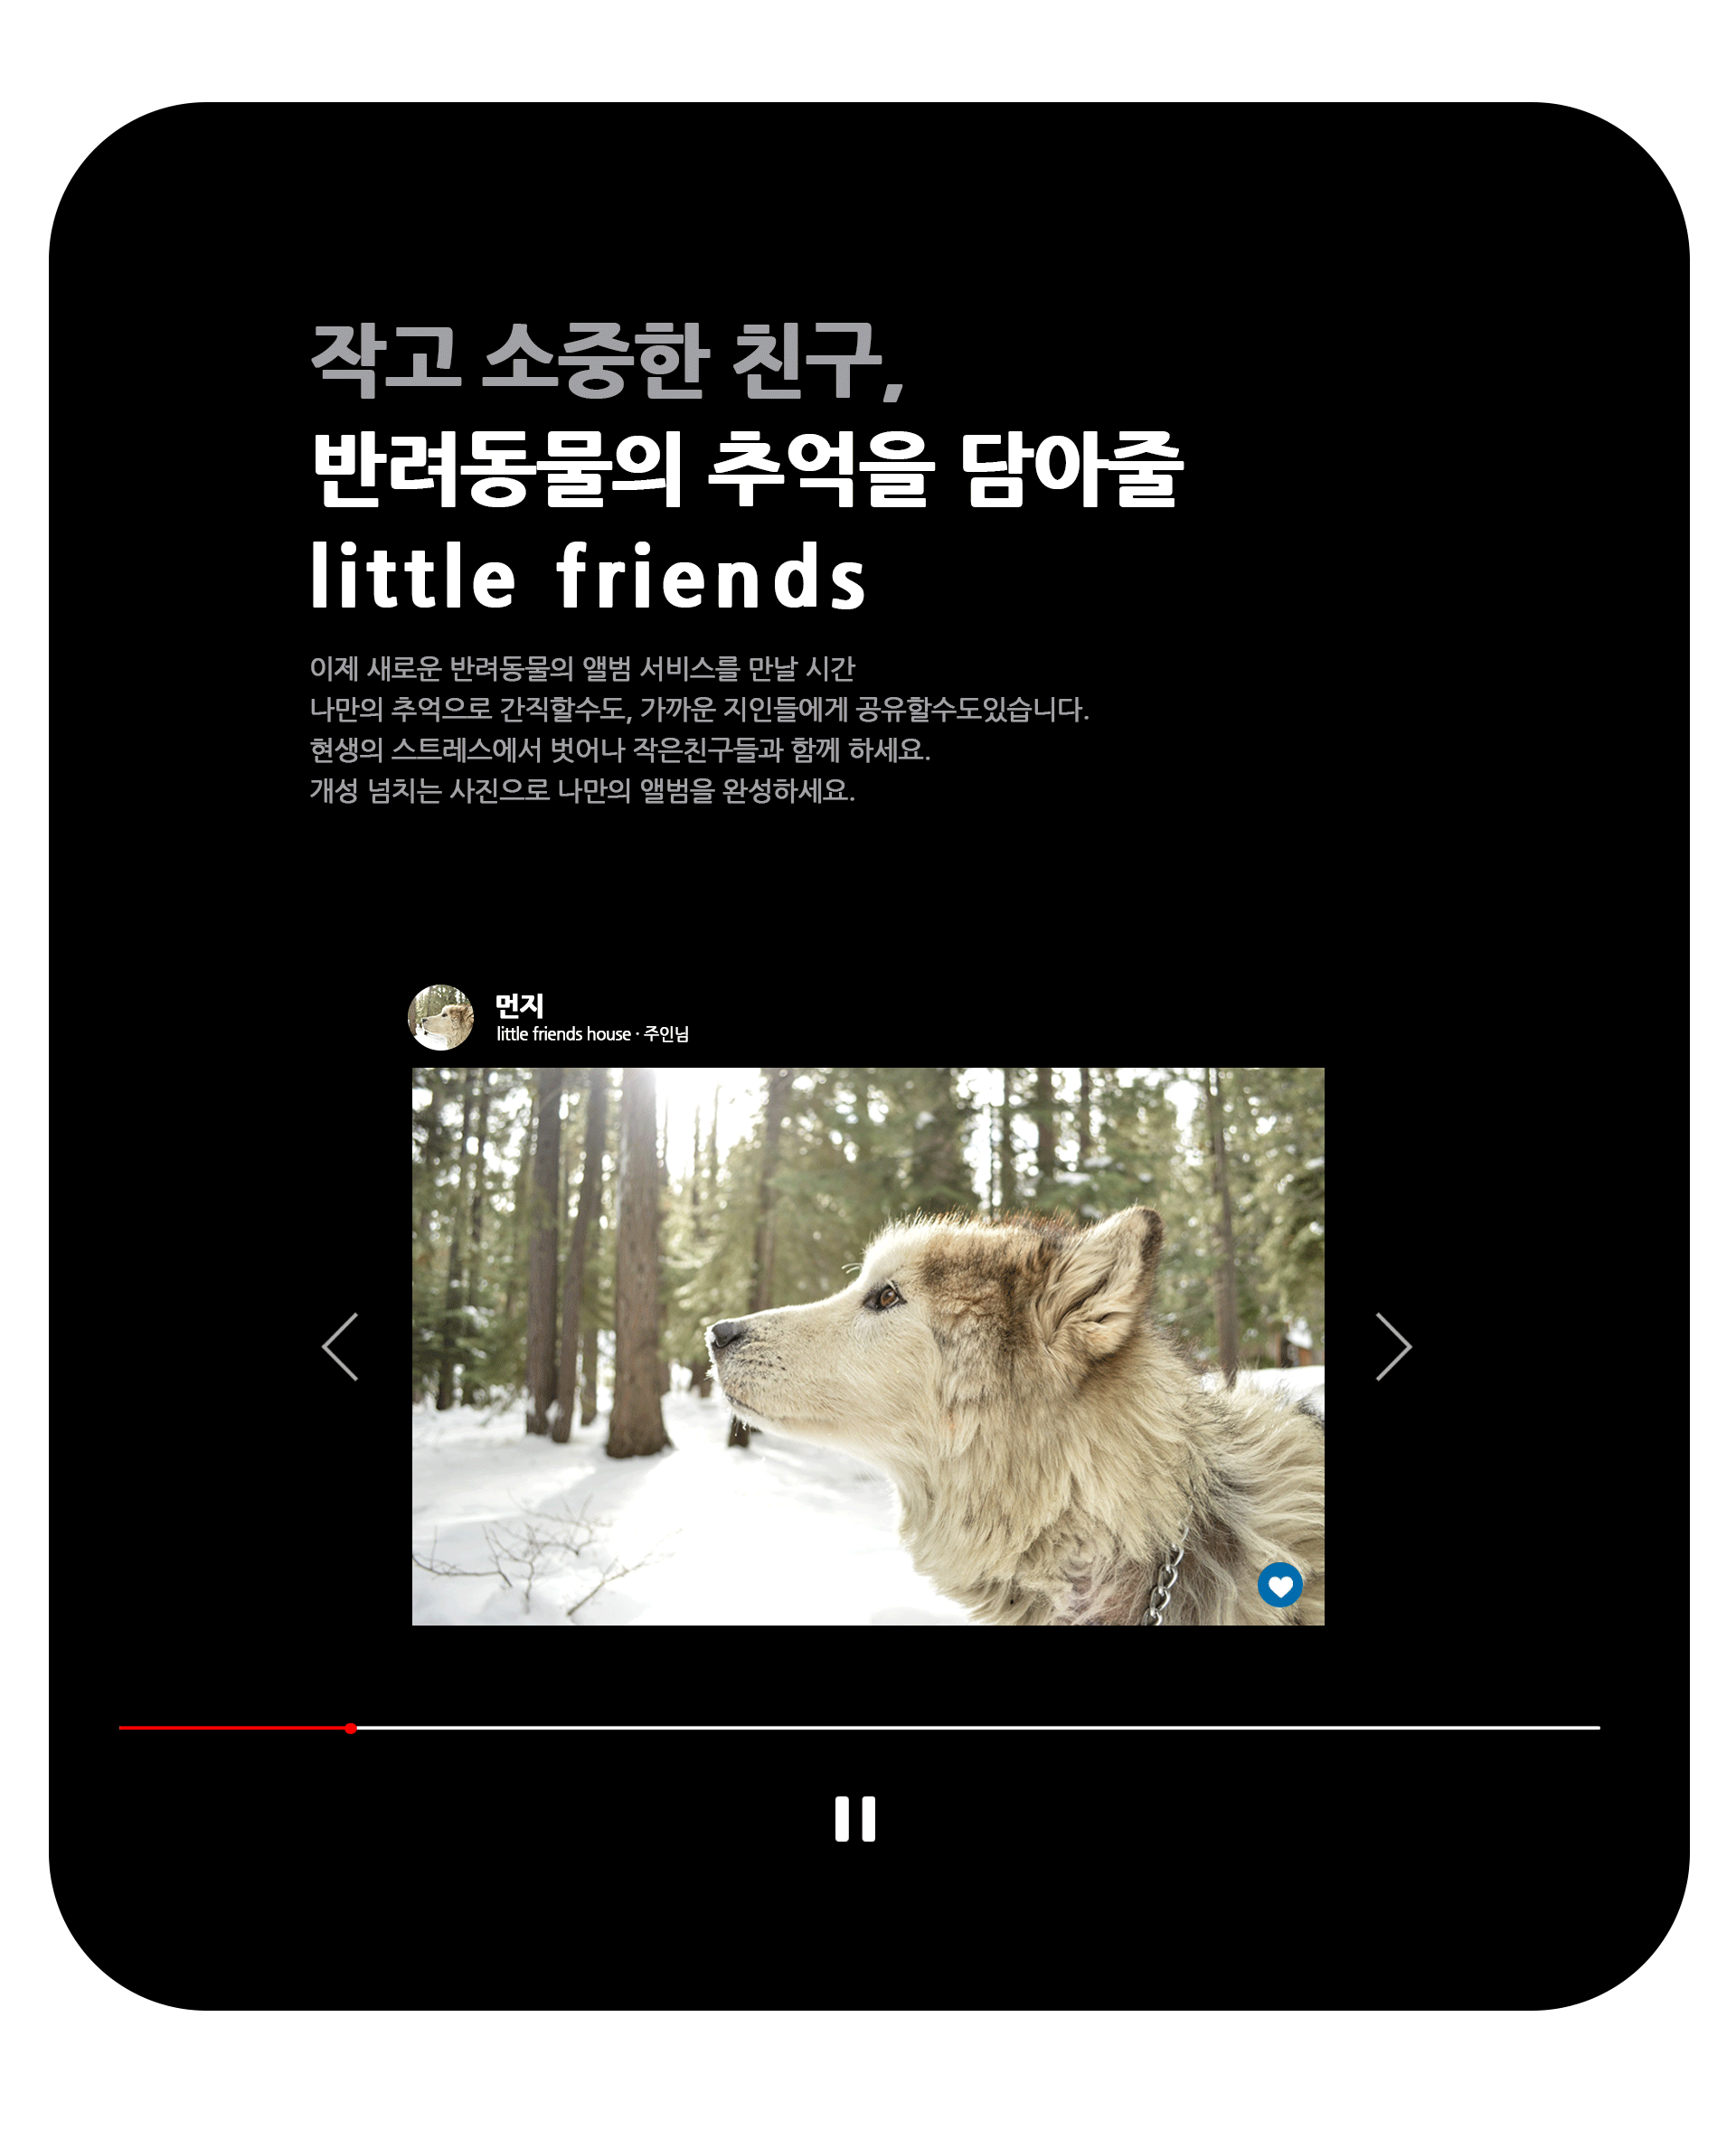 작고 소중한 친구,
반려동물의 추억을 담아줄
little friends
이제 새로운 반려동물의 앨범 서비스를 만날 시간
나만의 추억으로 간직할수도, 가까운 지인들에게 공유할수도있습니다.
현생의 스트레스에서 벗어나 작은친구들과 함께 하세요.
개성 넘치는 사진으로 나만의 앨범을 완성하세요.
먼지
little friends house · 주인님